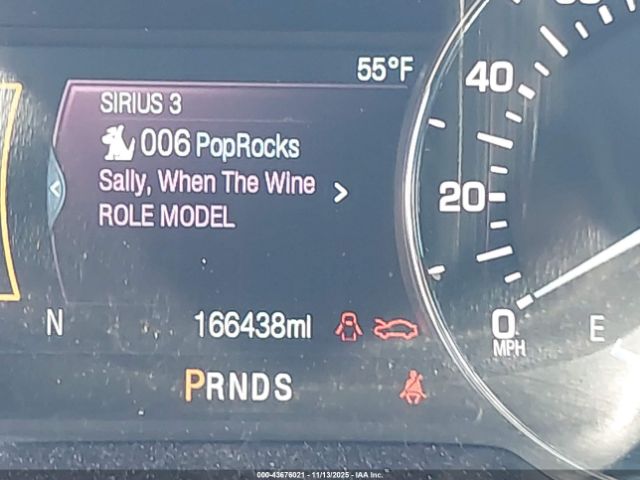 55°F
SIRIUS 3
006 PopRocks
Sally, When The Wine
ROLE MODEL
N
166438mi
PRNDS
40
20
0
MPH
E
000-43676021 - 11/13/2025 - IAA Inc.